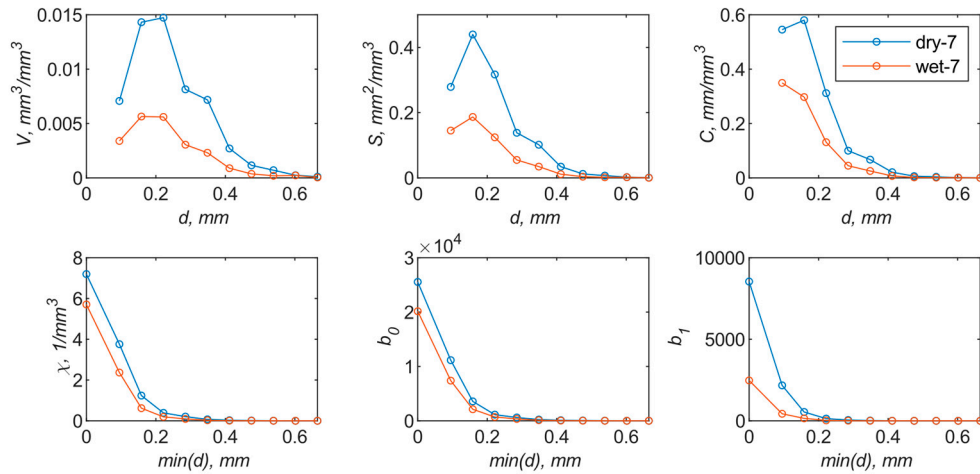 0.015
0.01
0.005
0
V, mm³/mm³
0 0.2 0.4 0.6
d, mm
0.4
0.2
0
S, mm²/mm³
0 0.2 0.4 0.6
d, mm
0.6
0.4
0.2
0
C, mm/mm³
dry-7
wet-7
0 0.2 0.4 0.6
d, mm
8
6
4
2
0
χ, 1/mm³
0 0.2 0.4 0.6
min(d), mm
× 10⁴
3
2
1
0
b₀
0 0.2 0.4 0.6
min(d), mm
10000
5000
0
b₁
0 0.2 0.4 0.6
min(d), mm